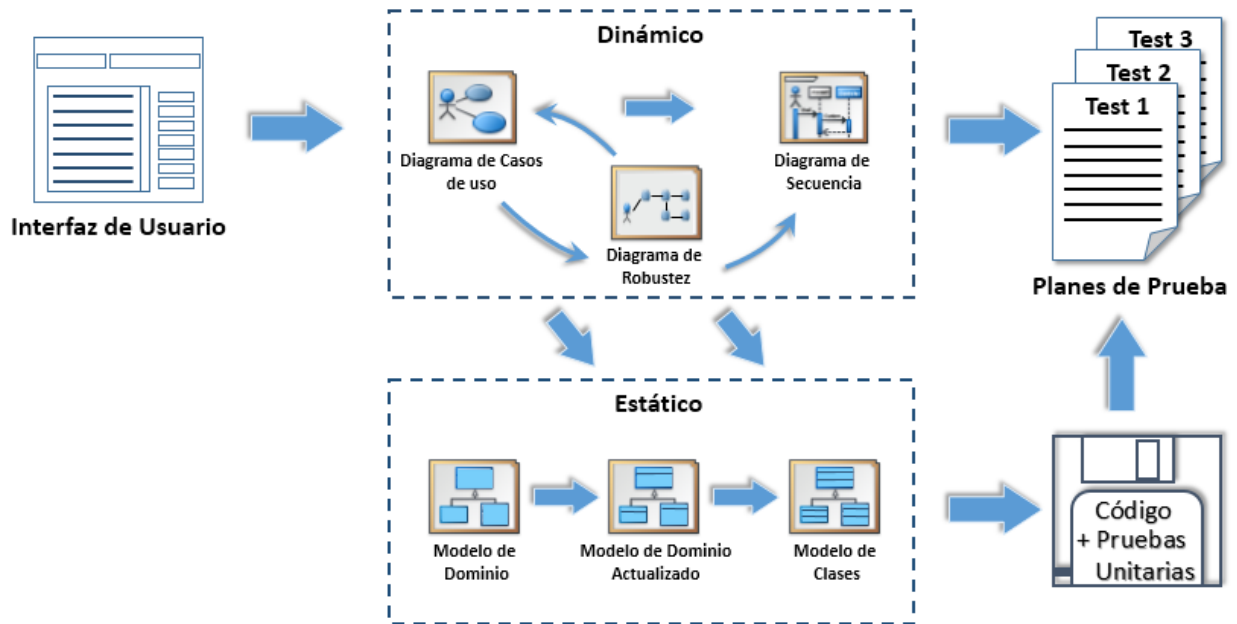 Dinámico
Test 3
Test 2
Test 1
Diagrama de Casos
de uso
Diagrama de
Secuencia
Interfaz de Usuario
Diagrama de
Robustez
Planes de Prueba
Estático
Código
+ Pruebas
Unitarias
Modelo de
Dominio
Modelo de Dominio
Actualizado
Modelo de
Clases